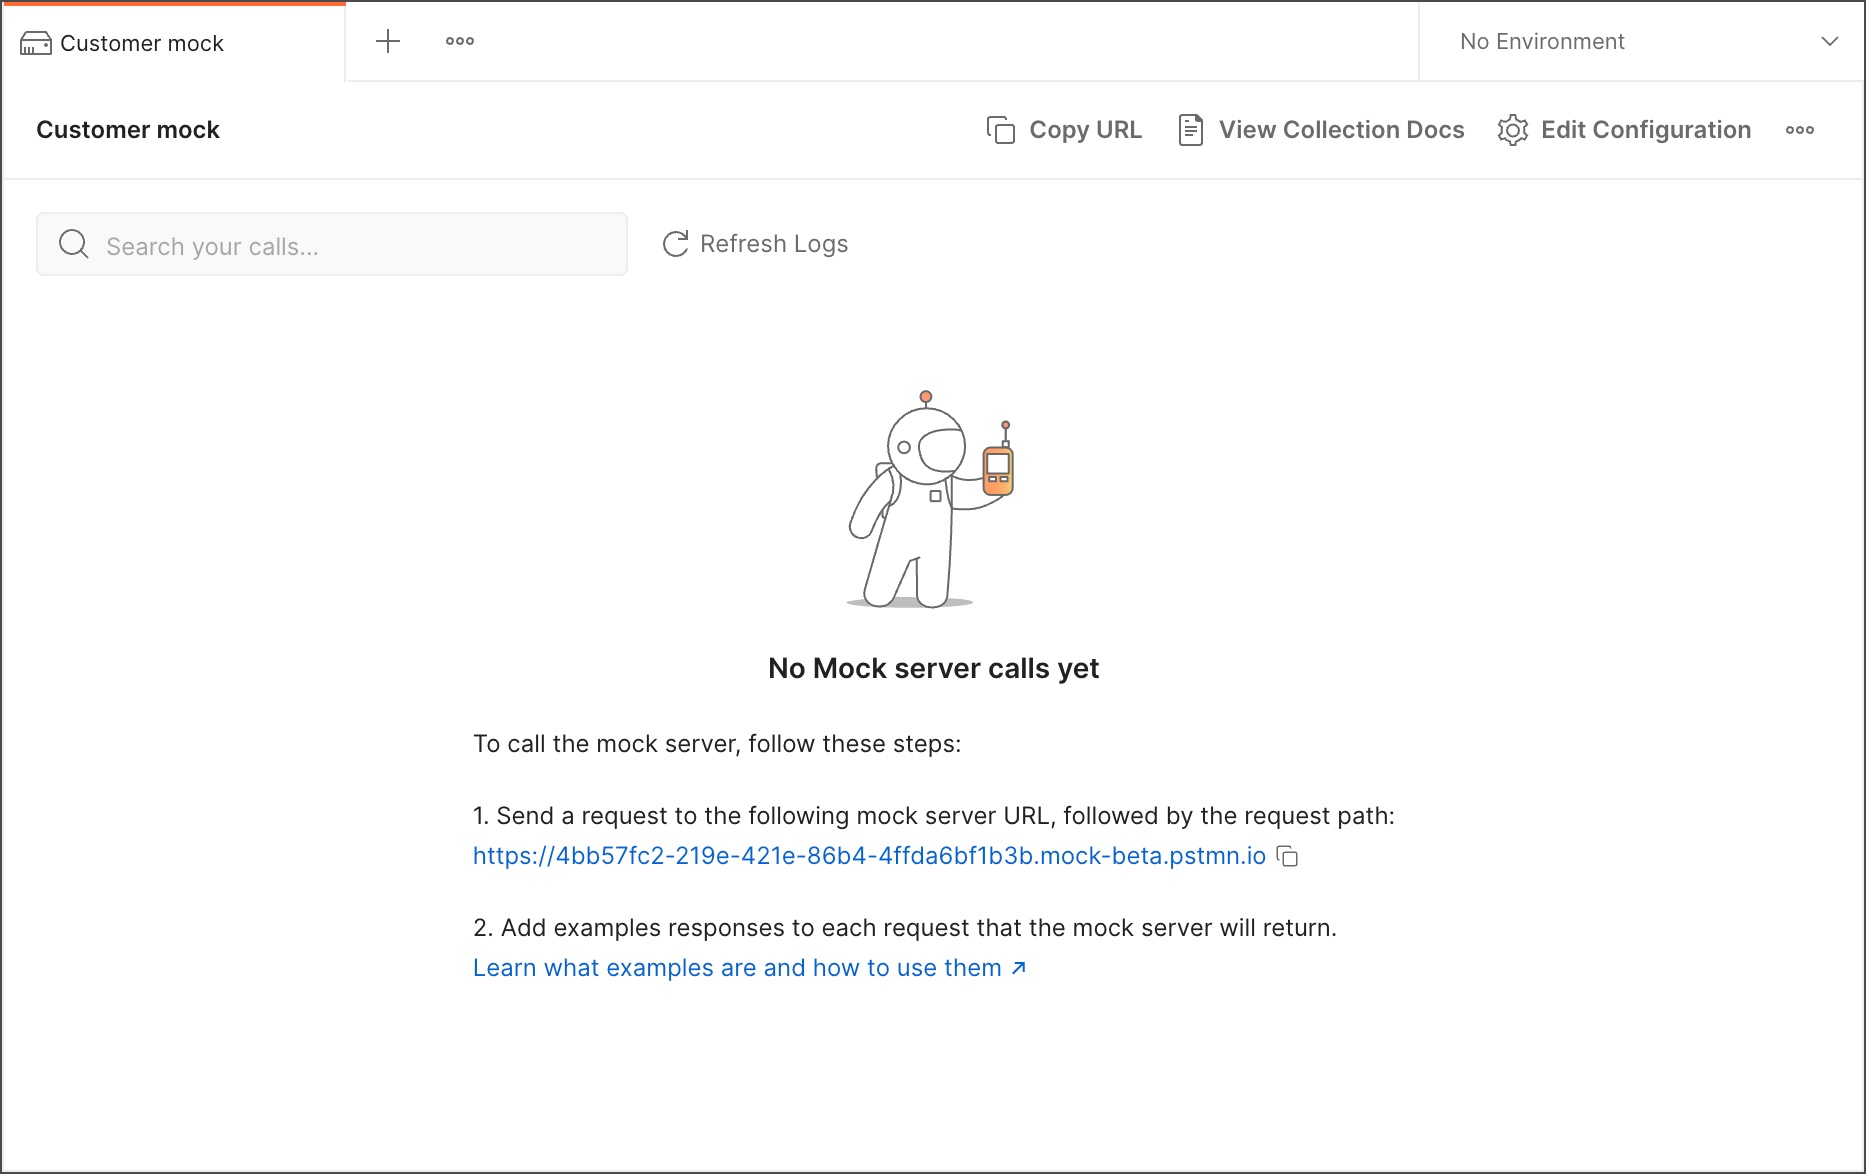 Customer mock
No Environment
Customer mock
Copy URL
View Collection Docs
Edit Configuration
Search your calls...
Refresh Logs
No Mock server calls yet
To call the mock server, follow these steps:
1. Send a request to the following mock server URL, followed by the request path:
https://4bb57fc2-219e-421e-86b4-4ffda6bf1b3b.mock-beta.pstmn.io
2. Add examples responses to each request that the mock server will return.
Learn what examples are and how to use them ↗